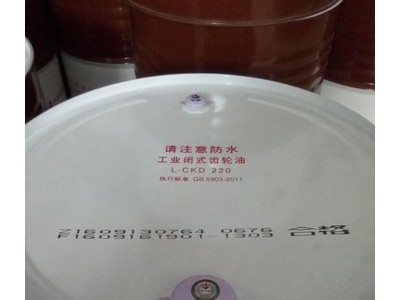 请注意防水
工业闭式齿轮油
L-CKD 220
执行标准 GB 5903-2011
Z1609130764 0676 合格
F1609161901-1303